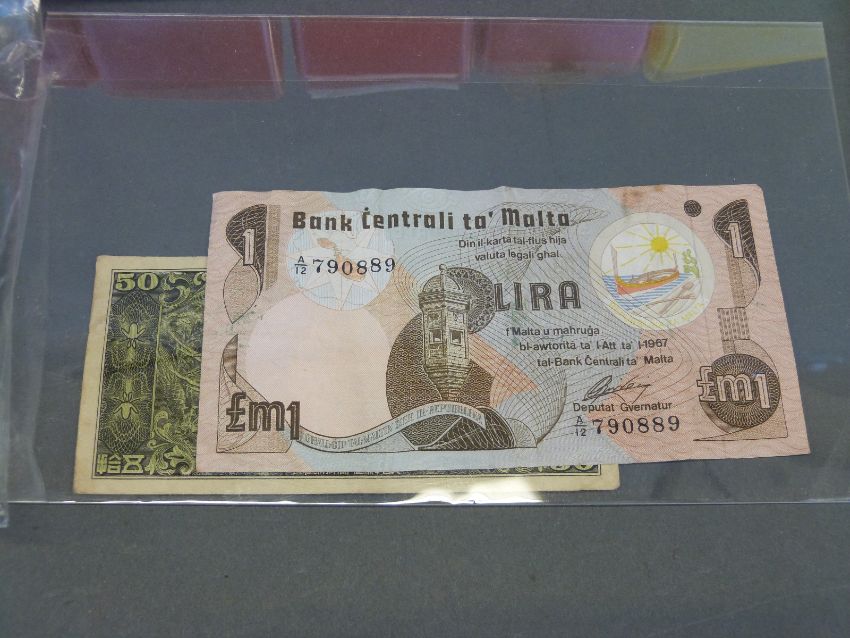 Bank Ċentrali ta' Malta
1
1
Din il-karta tal-flus hija
valuta legali għal
A/12 790889
LIRA
f'Malta u maħruġa
bl-awtorità ta' l-Att ta' l-1967
tal-Bank Ċentrali ta' Malta
Deputat Gvernatur
A/12 790889
£m1
£m1
50